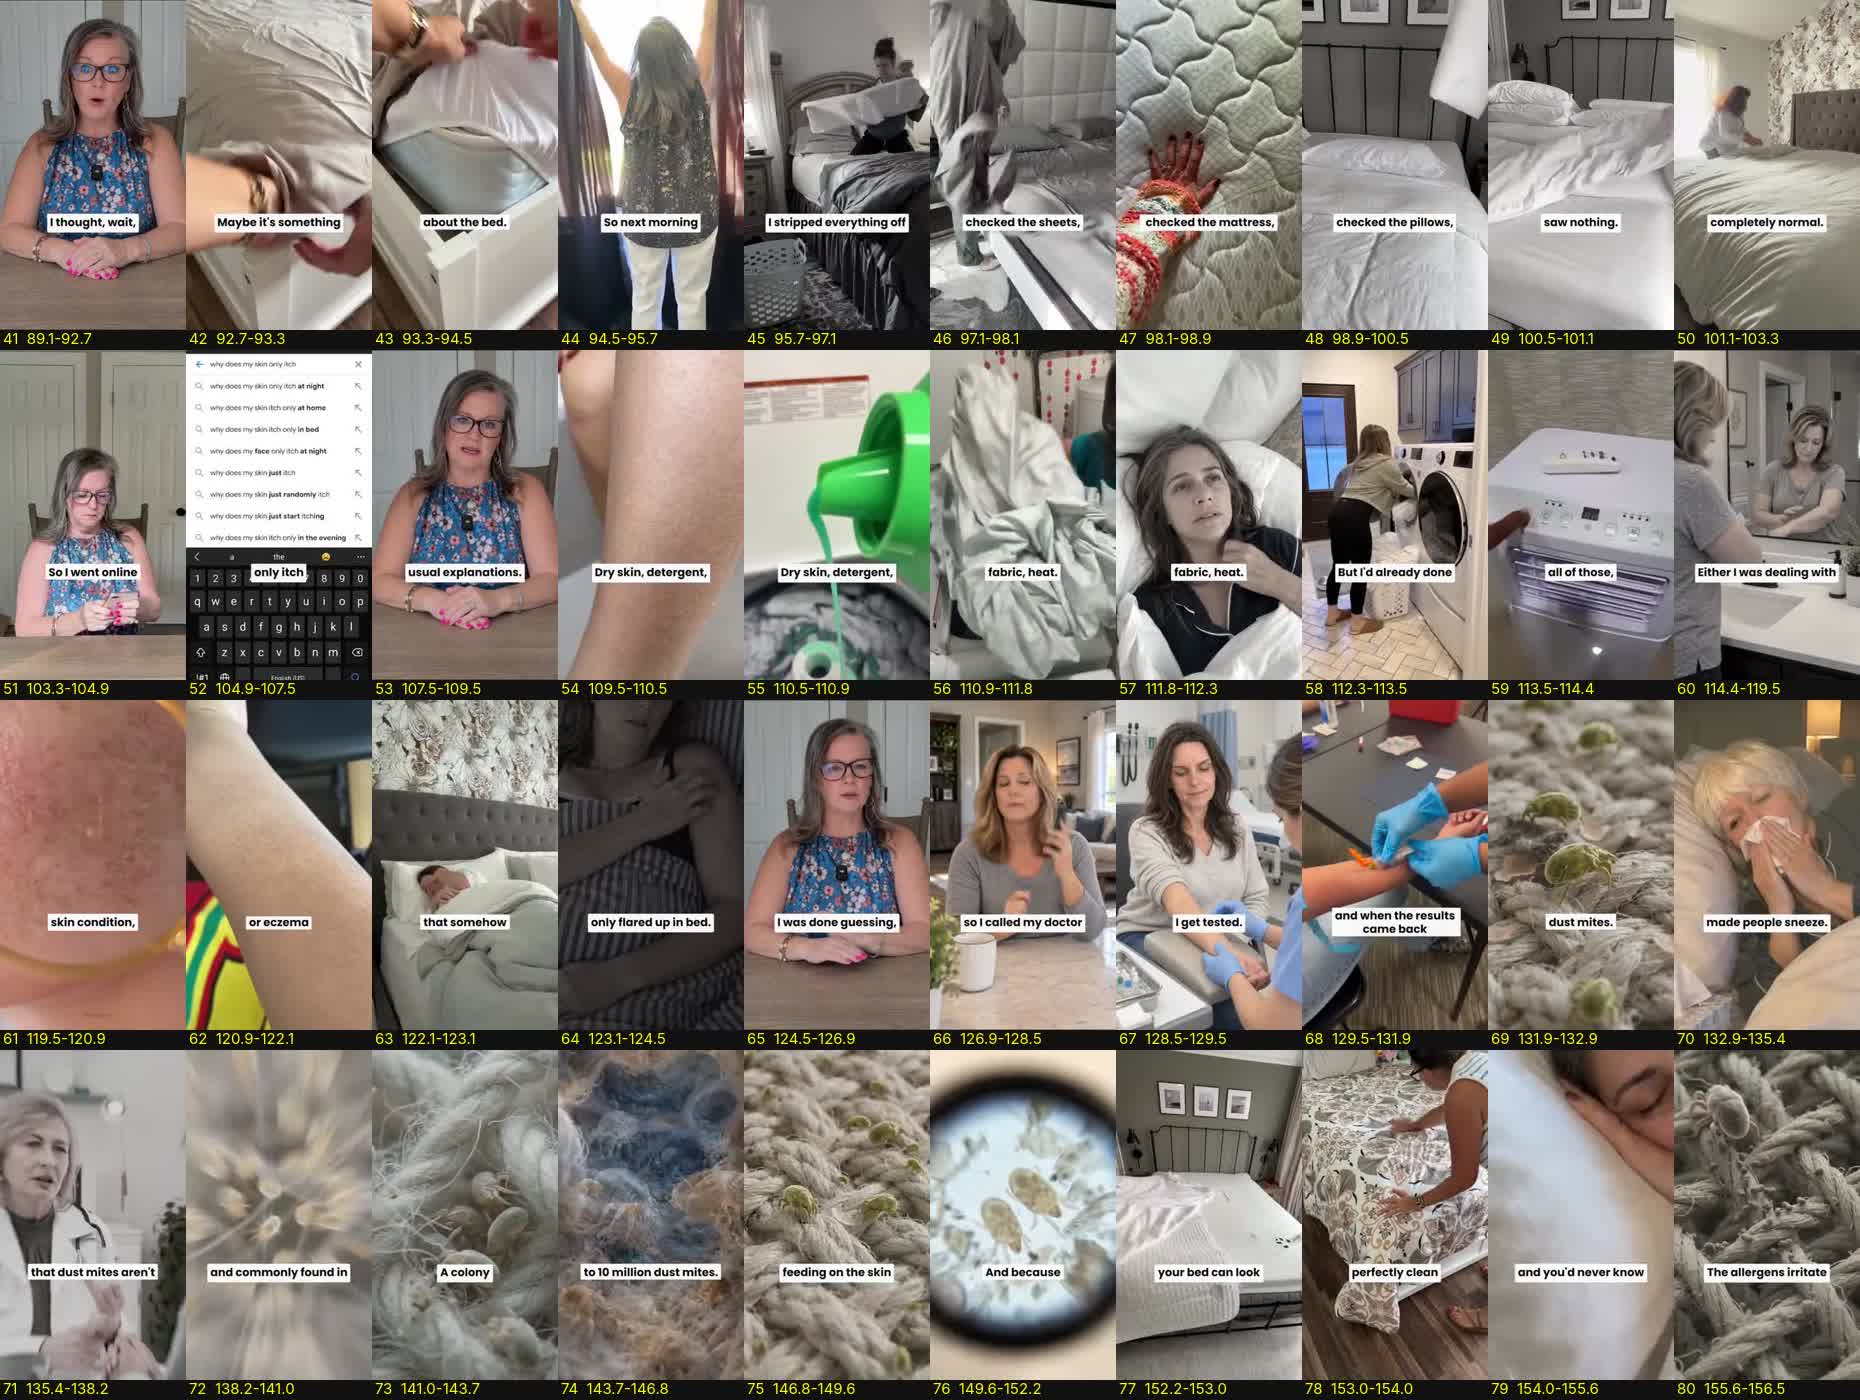 I thought, wait,
Maybe it's something
about the bed.
So next morning
I stripped everything off
checked the sheets,
checked the mattress,
checked the pillows,
saw nothing.
completely normal.
41 89.1-92.7
42 92.7-93.3
43 93.3-94.5
44 94.5-95.7
45 95.7-97.1
46 97.1-98.1
47 98.1-98.9
48 98.9-100.5
49 100.5-101.1
50 101.1-103.3
So I went online
why does my skin only itch
why does my skin only itch at night
why does my skin itch only at home
why does my skin itch only in bed
why does my face only itch at night
why does my skin just itch
why does my skin just randomly itch
why does my skin just start itching
why does my skin itch only in the evening
a the
only itch
1 2 3 8 9 0
q w e r t y u i o p
a s d f g h j k l
z x c v b n m
!#1 English (US)
usual explanations.
Dry skin, detergent,
Dry skin, detergent,
fabric, heat.
fabric, heat.
But I'd already done
all of those,
Either I was dealing with
51 103.3-104.9
52 104.9-107.5
53 107.5-109.5
54 109.5-110.5
55 110.5-110.9
56 110.9-111.8
57 111.8-112.3
58 112.3-113.5
59 113.5-114.4
60 114.4-119.5
skin condition,
or eczema
that somehow
only flared up in bed.
I was done guessing,
so I called my doctor
I get tested.
and when the results
came back
dust mites.
made people sneeze.
61 119.5-120.9
62 120.9-122.1
63 122.1-123.1
64 123.1-124.5
65 124.5-126.9
66 126.9-128.5
67 128.5-129.5
68 129.5-131.9
69 131.9-132.9
70 132.9-135.4
that dust mites aren't
and commonly found in
A colony
to 10 million dust mites.
feeding on the skin
And because
your bed can look
perfectly clean
and you'd never know
The allergens irritate
71 135.4-138.2
72 138.2-141.0
73 141.0-143.7
74 143.7-146.8
75 146.8-149.6
76 149.6-152.2
77 152.2-153.0
78 153.0-154.0
79 154.0-155.6
80 155.6-156.5